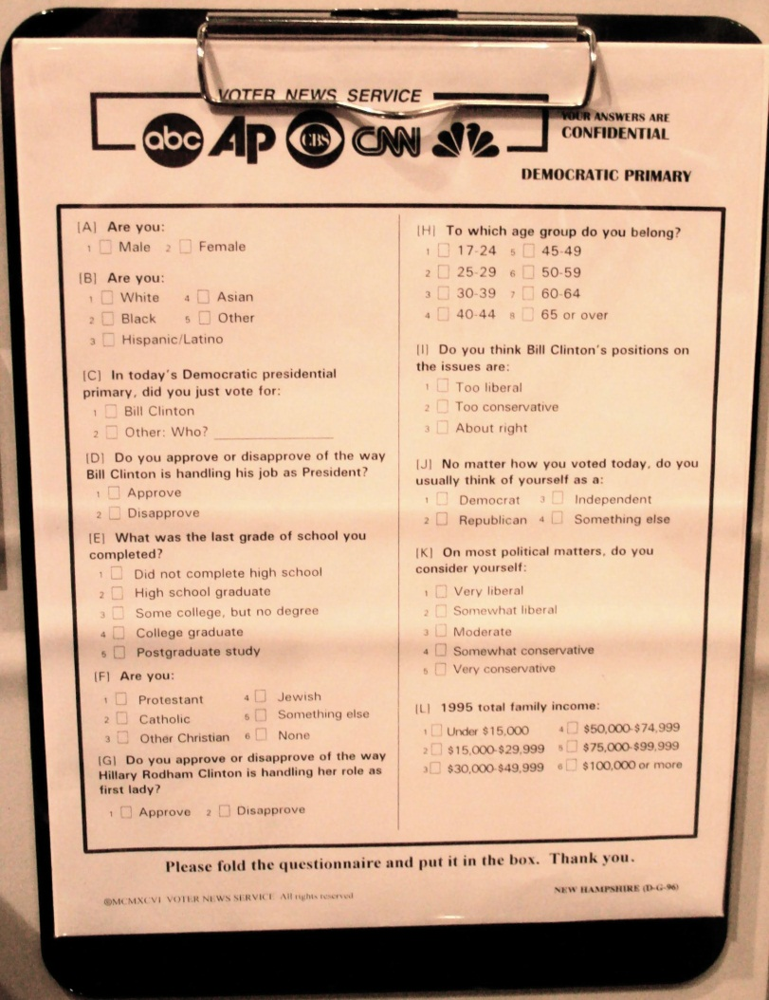 VOTER NEWS SERVICE
abc AP CBS CNN
YOUR ANSWERS ARE
CONFIDENTIAL
DEMOCRATIC PRIMARY
[A] Are you:
1 Male 2 Female
[B] Are you:
1 White 4 Asian
2 Black 5 Other
3 Hispanic/Latino
[C] In today's Democratic presidential
primary, did you just vote for:
1 Bill Clinton
2 Other: Who?
[D] Do you approve or disapprove of the way
Bill Clinton is handling his job as President?
1 Approve
2 Disapprove
[E] What was the last grade of school you
completed?
1 Did not complete high school
2 High school graduate
3 Some college, but no degree
4 College graduate
5 Postgraduate study
[F] Are you:
1 Protestant 4 Jewish
2 Catholic 5 Something else
3 Other Christian 6 None
[G] Do you approve or disapprove of the way
Hillary Rodham Clinton is handling her role as
first lady?
1 Approve 2 Disapprove
[H] To which age group do you belong?
1 17-24 5 45-49
2 25-29 6 50-59
3 30-39 7 60-64
4 40-44 8 65 or over
[I] Do you think Bill Clinton's positions on
the issues are:
1 Too liberal
2 Too conservative
3 About right
[J] No matter how you voted today, do you
usually think of yourself as a:
1 Democrat 3 Independent
2 Republican 4 Something else
[K] On most political matters, do you
consider yourself:
1 Very liberal
2 Somewhat liberal
3 Moderate
4 Somewhat conservative
5 Very conservative
[L] 1995 total family income:
1 Under $15,000 4 $50,000-$74,999
2 $15,000-$29,999 5 $75,000-$99,999
3 $30,000-$49,999 6 $100,000 or more
Please fold the questionnaire and put it in the box. Thank you.
©MCMXCVI VOTER NEWS SERVICE All rights reserved
NEW HAMPSHIRE (D-G-96)